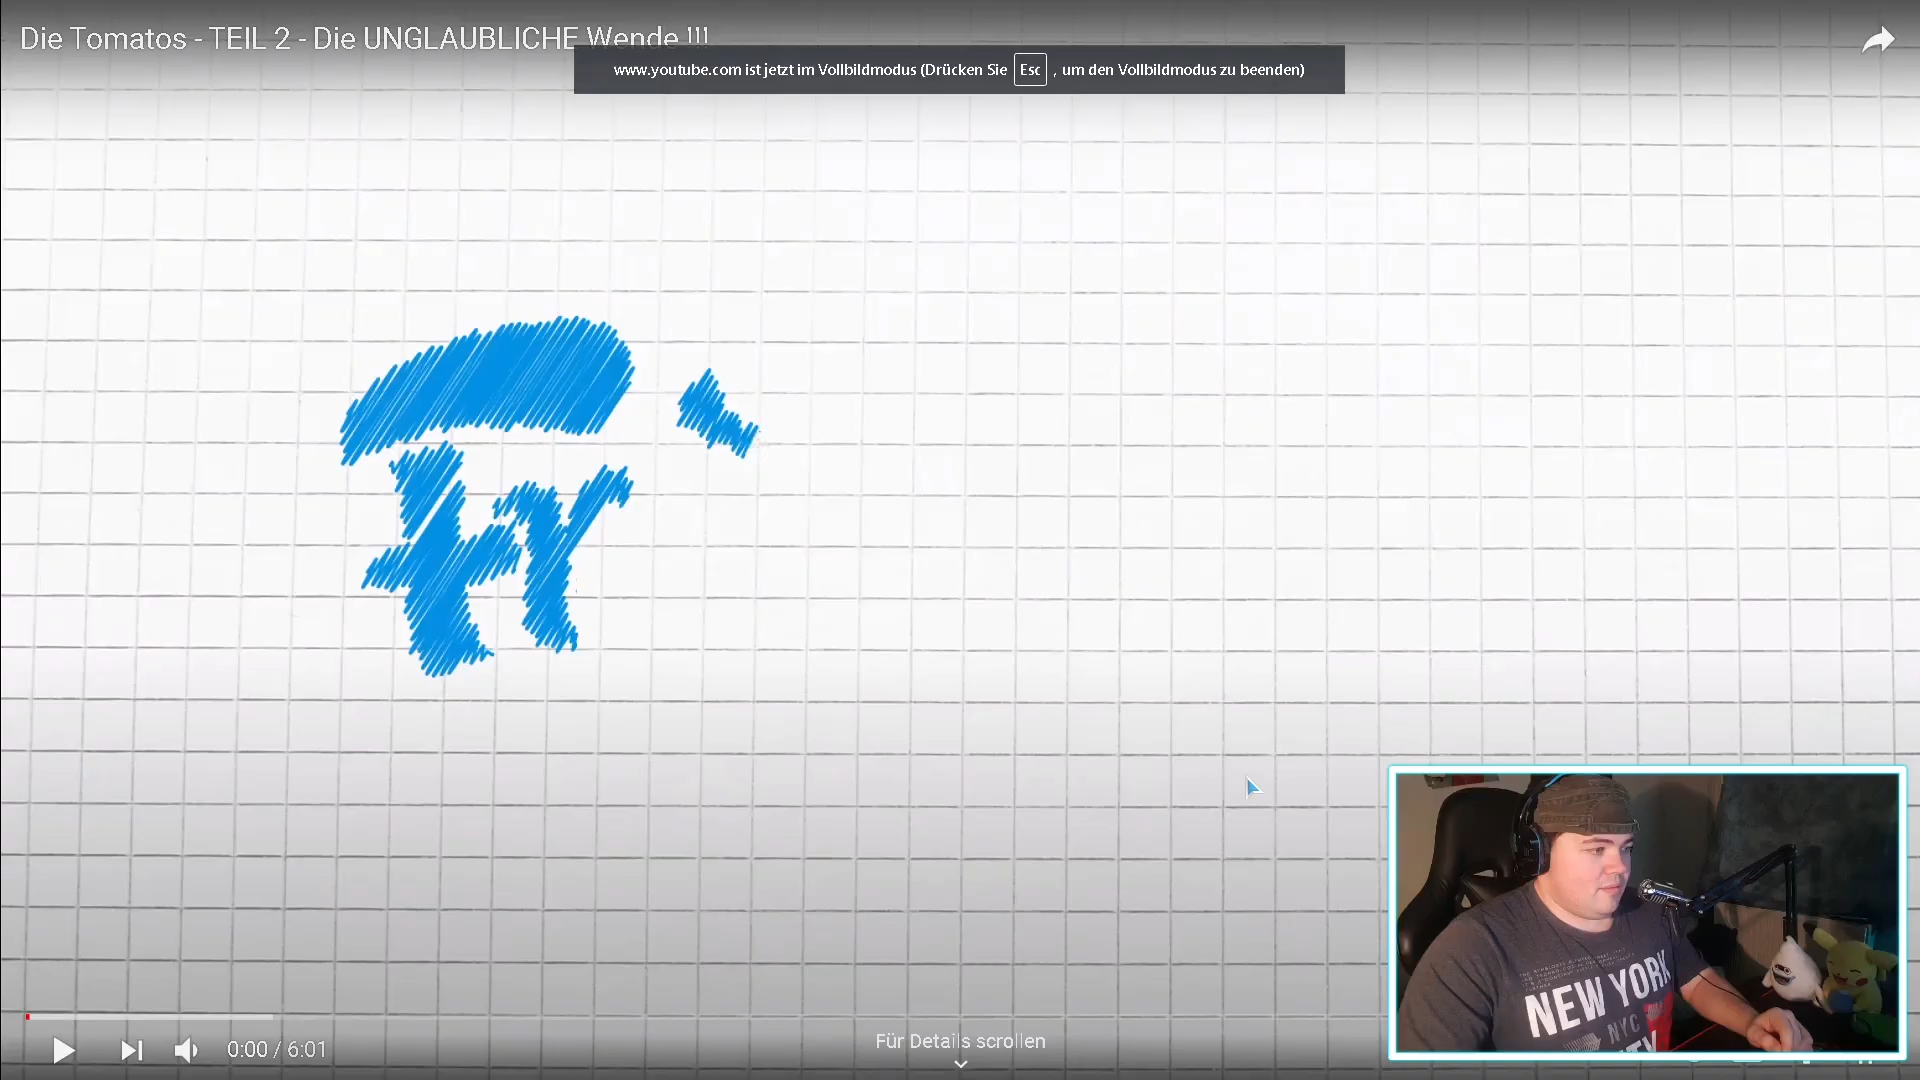 Die Tomatos - TEIL 2 - Die UNGLAUBLICHE Wende !!!
www.youtube.com ist jetzt im Vollbildmodus (Drücken Sie Esc , um den Vollbildmodus zu beenden)
Für Details scrollen
0:00 / 6:01
NEW YORK
NYC